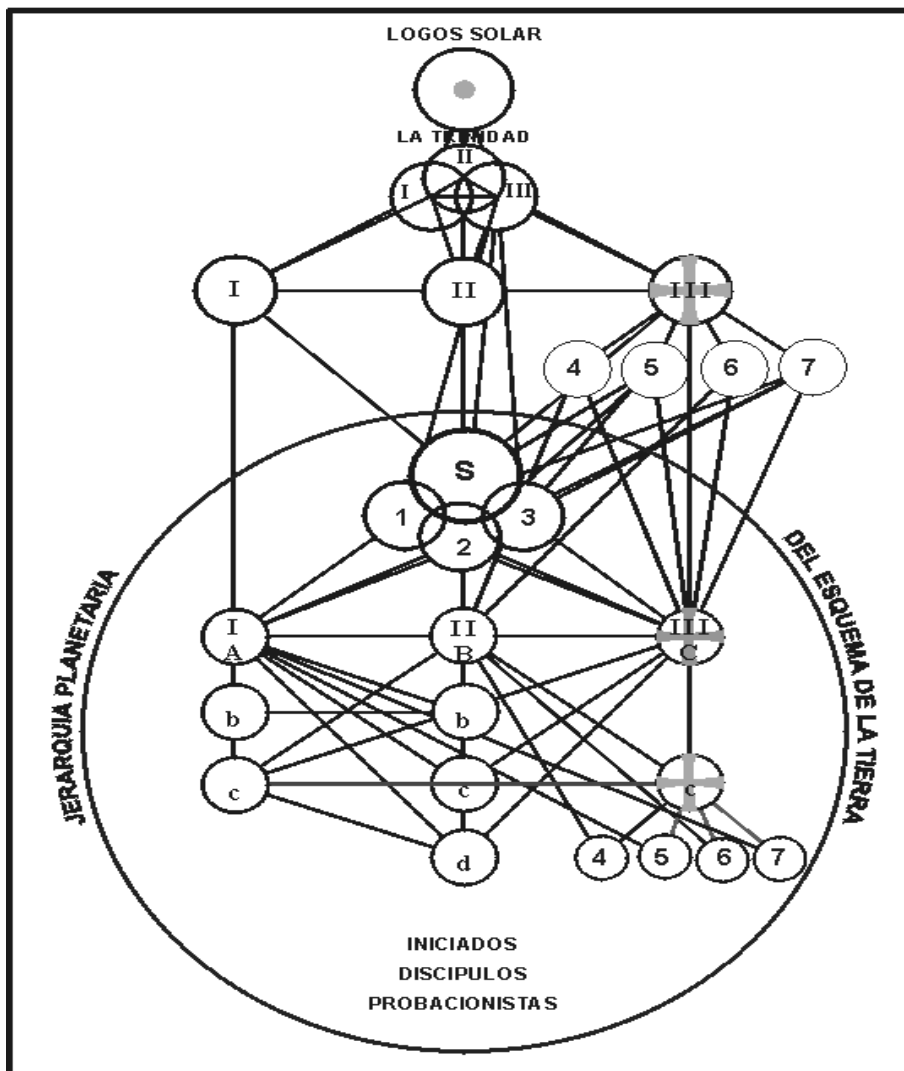 LOGOS SOLAR
LA TRINIDAD
II
I III
I II III
4 5 6 7
S
1 3
2
JERARQUIA PLANETARIA
DEL ESQUEMA DE LA TIERRA
I II III
A B C
b b
c c c
4 5 6 7
d
INICIADOS
DISCIPULOS
PROBACIONISTAS